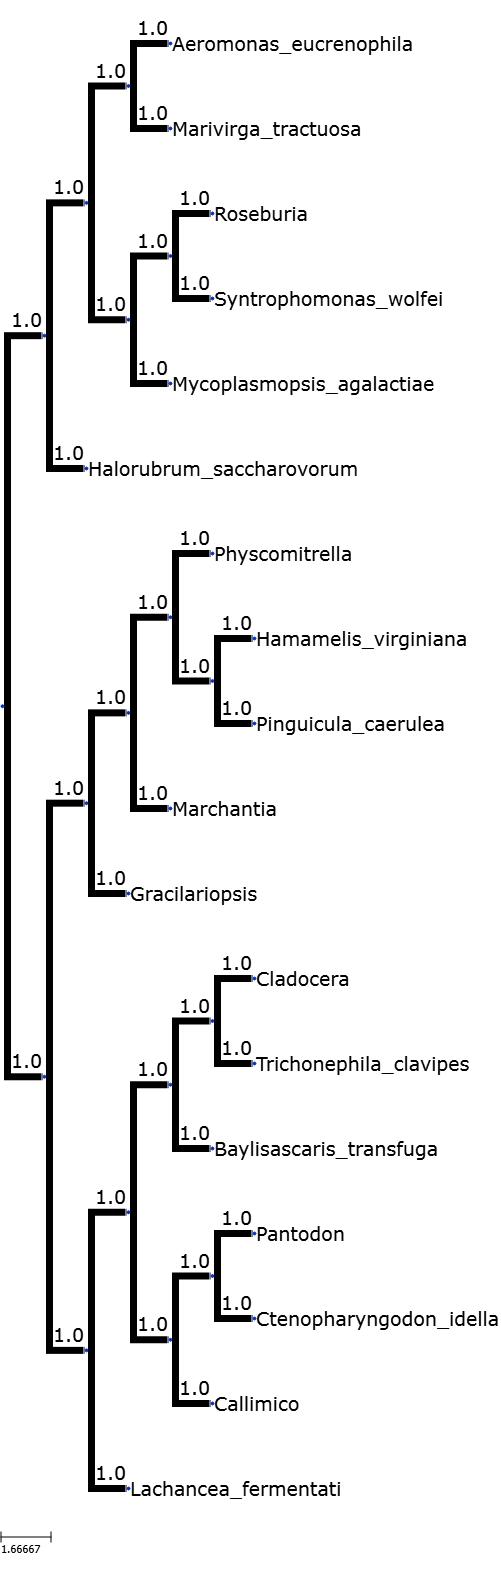 1.0
Aeromonas_eucrenophila
1.0
1.0
Marivirga_tractuosa
1.0
1.0
Roseburia
1.0
1.0
Syntrophomonas_wolfei
1.0
1.0
1.0
Mycoplasmopsis_agalactiae
1.0
Halorubrum_saccharovorum
1.0
Physcomitrella
1.0
1.0
Hamamelis_virginiana
1.0
1.0
1.0
Pinguicula_caerulea
1.0
1.0
Marchantia
1.0
Gracilariopsis
1.0
Cladocera
1.0
1.0
Trichonephila_clavipes
1.0
1.0
1.0
Baylisascaris_transfuga
1.0
1.0
Pantodon
1.0
1.0
Ctenopharyngodon_idella
1.0
1.0
1.0
Callimico
1.0
Lachancea_fermentati
1.66667